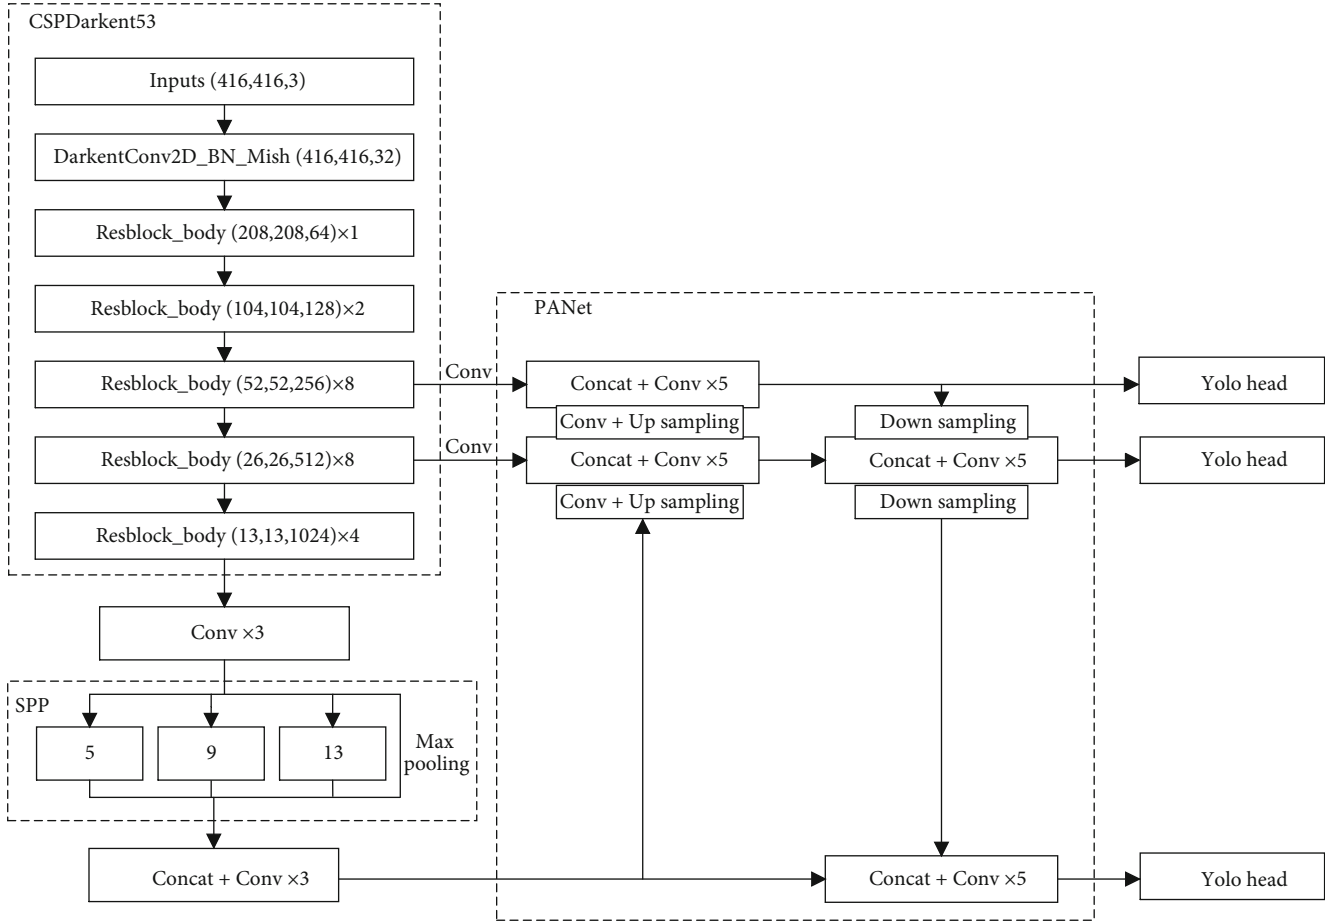 CSPDarkent53
Inputs (416,416,3)
DarkentConv2D_BN_Mish (416,416,32)
Resblock_body (208,208,64)×1
Resblock_body (104,104,128)×2
Resblock_body (52,52,256)×8
Resblock_body (26,26,512)×8
Resblock_body (13,13,1024)×4
Conv ×3
SPP
5
9
13
Max
pooling
Concat + Conv ×3
Conv
Conv
PANet
Concat + Conv ×5
Conv + Up sampling
Concat + Conv ×5
Conv + Up sampling
Down sampling
Concat + Conv ×5
Down sampling
Concat + Conv ×5
Yolo head
Yolo head
Yolo head